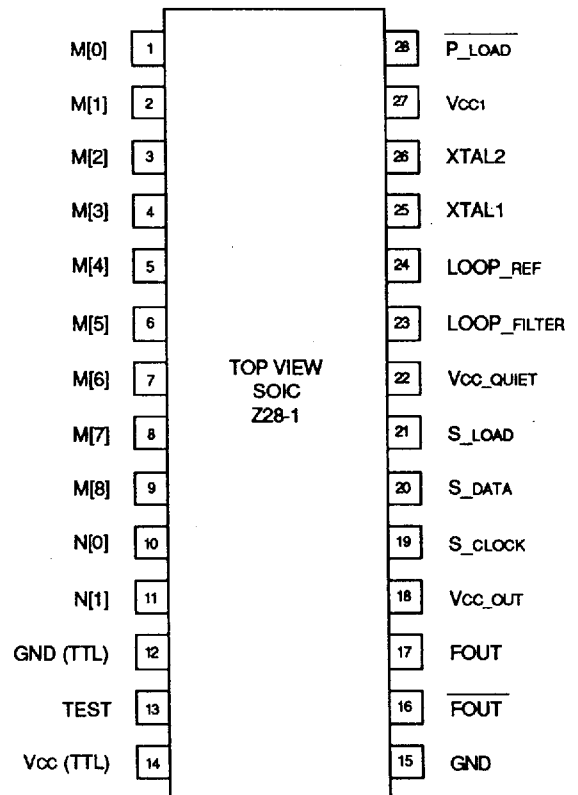 M[0] 1 28 P_LOAD
M[1] 2 27 VCC1
M[2] 3 26 XTAL2
M[3] 4 25 XTAL1
M[4] 5 24 LOOP_REF
M[5] 6 23 LOOP_FILTER
M[6] 7 22 VCC_QUIET
M[7] 8 21 S_LOAD
M[8] 9 20 S_DATA
N[0] 10 19 S_CLOCK
N[1] 11 18 VCC_OUT
GND (TTL) 12 17 FOUT
TEST 13 16 FOUT
VCC (TTL) 14 15 GND
TOP VIEW
SOIC
Z28-1